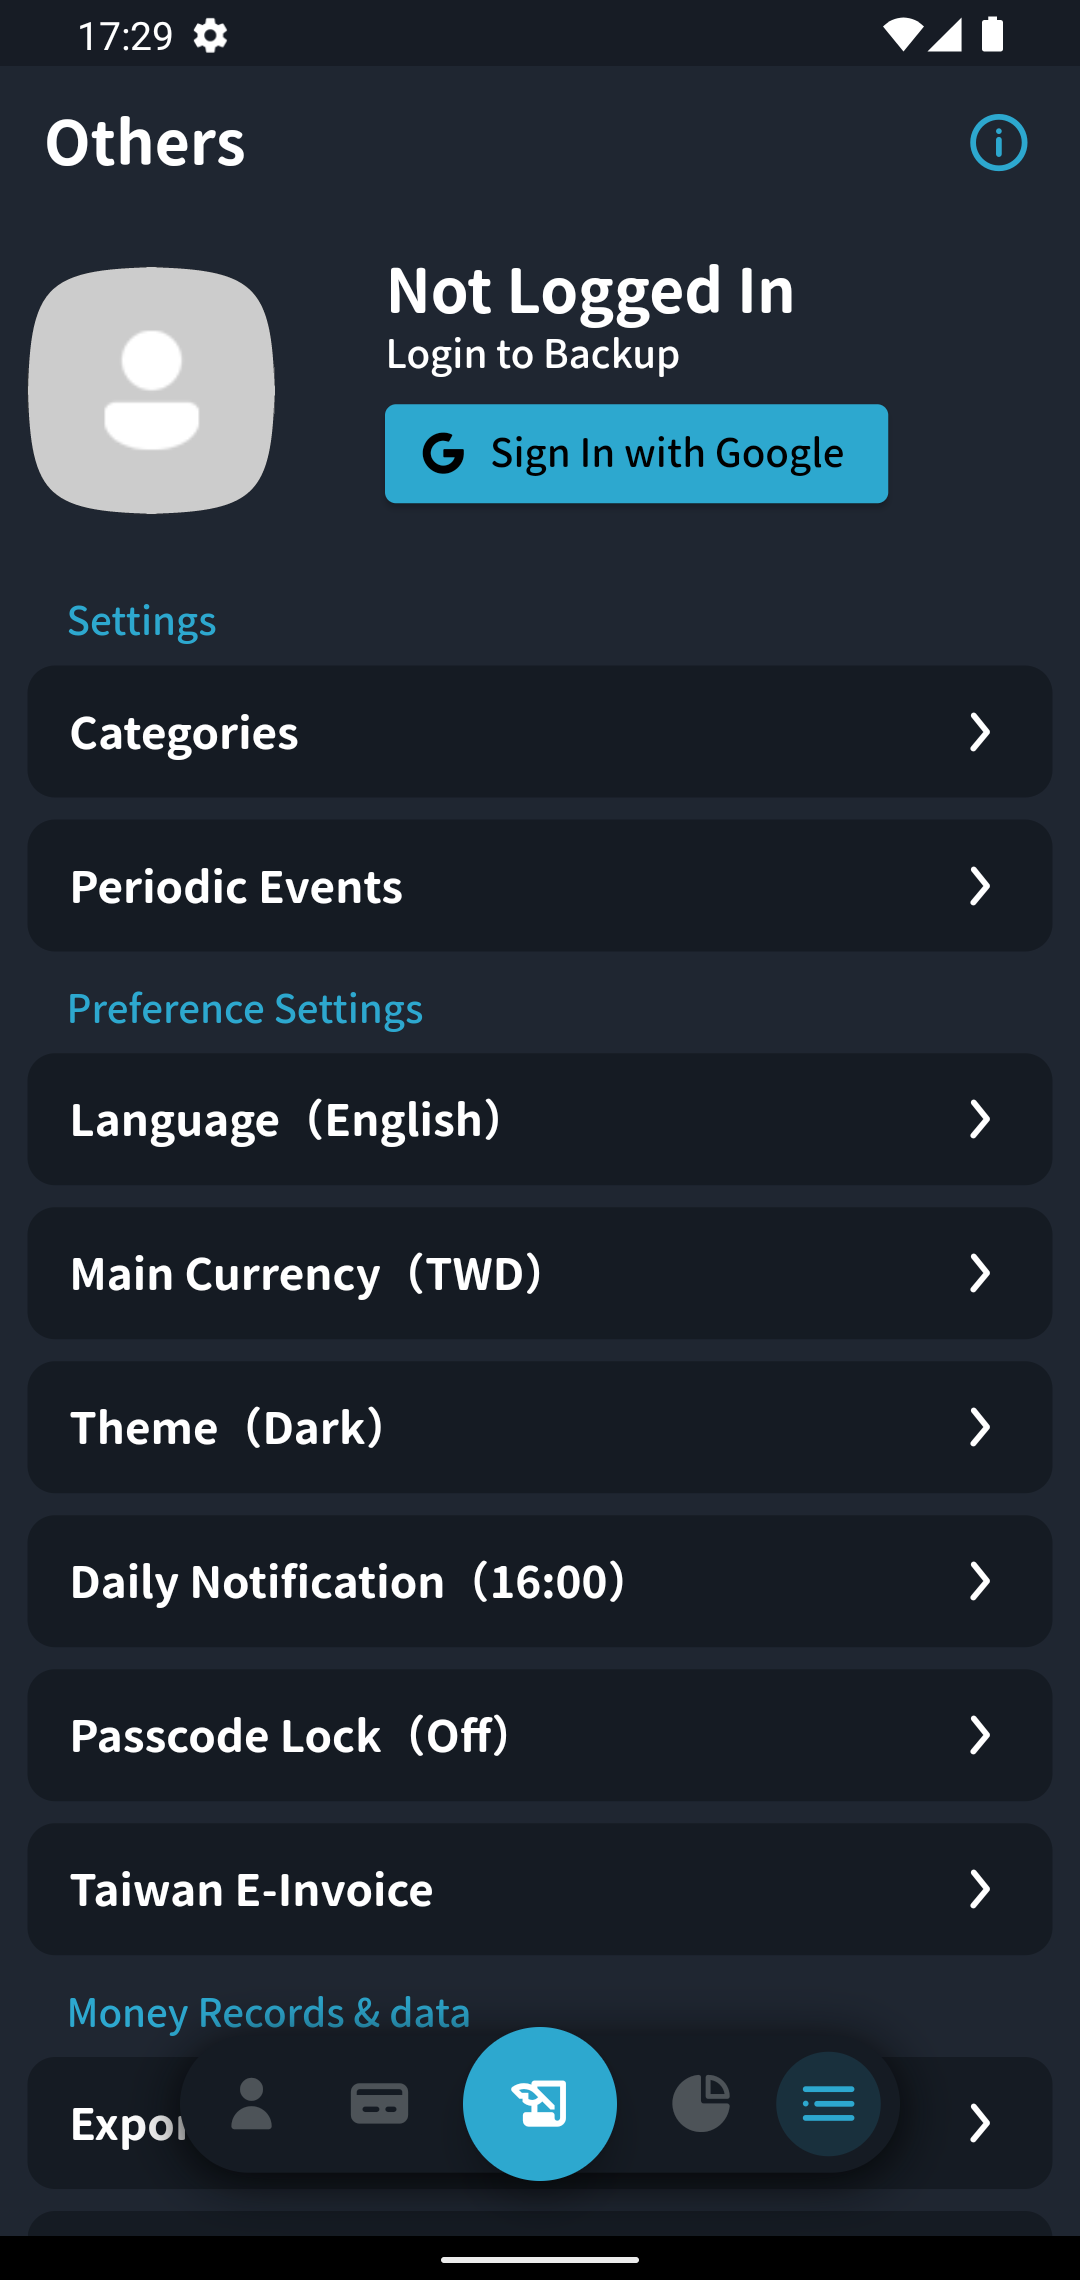 17:29
Others
Not Logged In
Login to Backup
Sign In with Google
Settings
Categories
Periodic Events
Preference Settings
Language（English）
Main Currency（TWD）
Theme（Dark）
Daily Notification（16:00）
Passcode Lock（Off）
Taiwan E-Invoice
Money Records & data